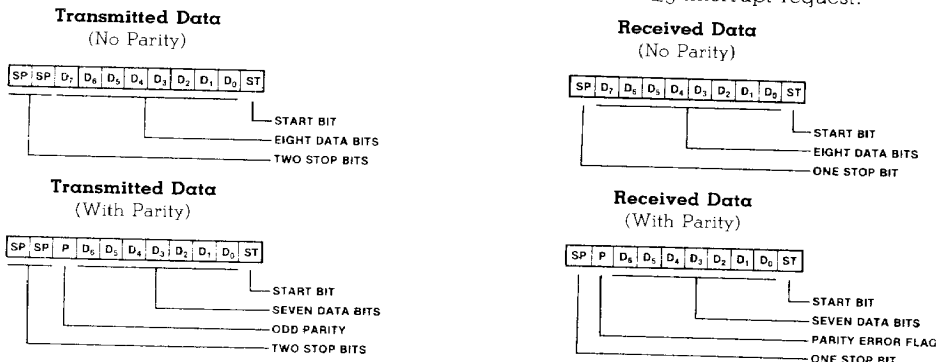 Transmitted Data
(No Parity)
SP SP D7 D6 D5 D4 D3 D2 D1 D0 ST
START BIT
EIGHT DATA BITS
TWO STOP BITS
Transmitted Data
(With Parity)
SP SP P D6 D5 D4 D3 D2 D1 D0 ST
START BIT
SEVEN DATA BITS
ODD PARITY
TWO STOP BITS
interrupt request.
Received Data
(No Parity)
SP D7 D6 D5 D4 D3 D2 D1 D0 ST
START BIT
EIGHT DATA BITS
ONE STOP BIT
Received Data
(With Parity)
SP P D6 D5 D4 D3 D2 D1 D0 ST
START BIT
SEVEN DATA BITS
PARITY ERROR FLAG
ONE STOP BIT